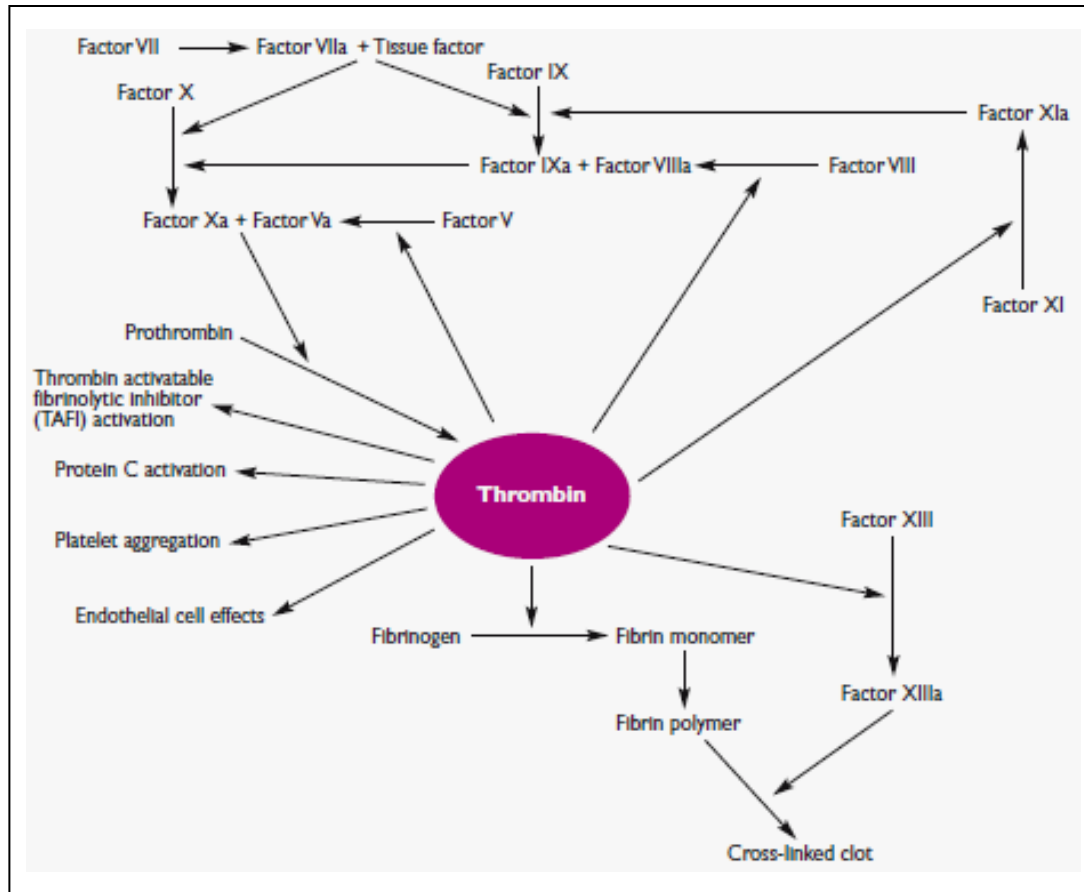 Factor VII
Factor VIIa + Tissue factor
Factor IX
Factor X
Factor XIa
Factor IXa + Factor VIIIa
Factor VIII
Factor Xa + Factor Va
Factor V
Factor XI
Prothrombin
Thrombin activatable
fibrinolytic inhibitor
(TAFI) activation
Protein C activation
Thrombin
Factor XIII
Platelet aggregation
Endothelial cell effects
Fibrinogen
Fibrin monomer
Factor XIIIa
Fibrin polymer
Cross-linked clot